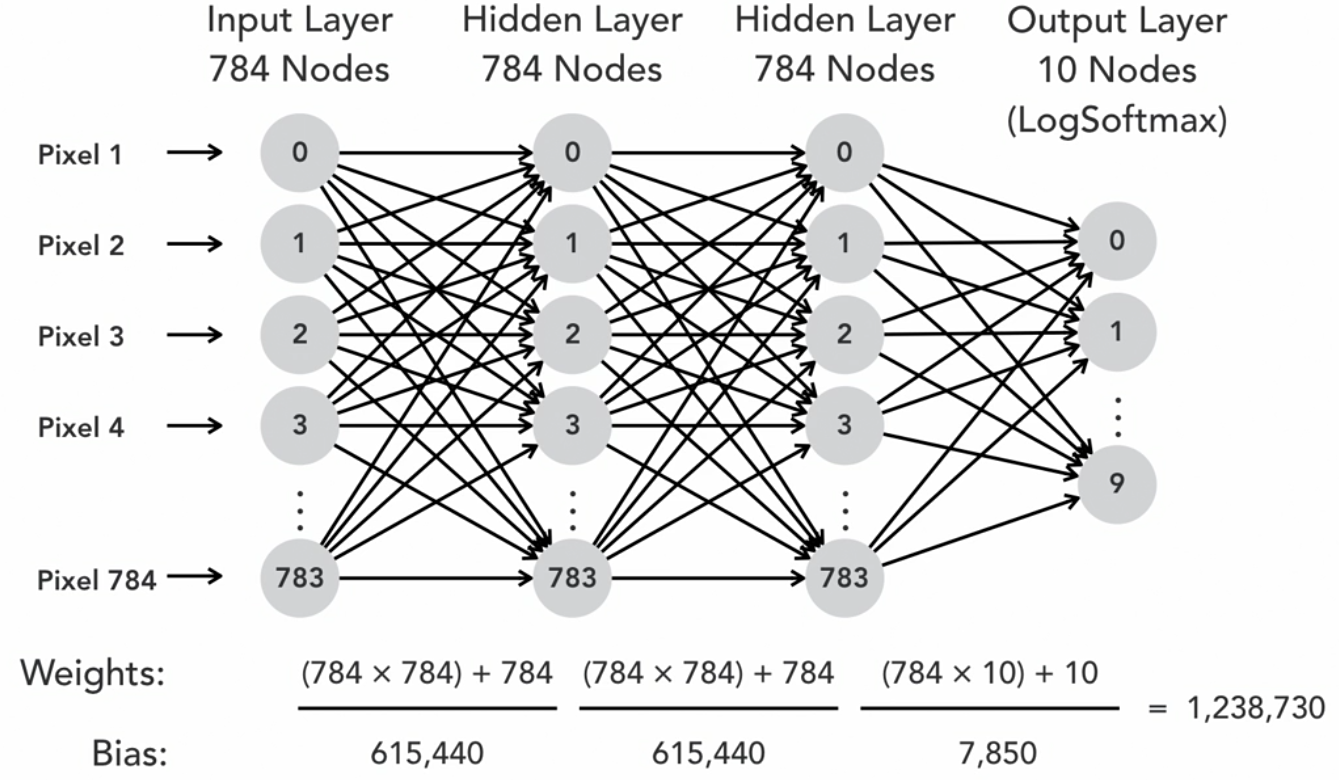 Input Layer Hidden Layer Hidden Layer Output Layer
784 Nodes 784 Nodes 784 Nodes 10 Nodes
(LogSoftmax)
Pixel 1 0 0 0
Pixel 2 1 1 1 0
Pixel 3 2 2 2 1
Pixel 4 3 3 3
9
Pixel 784 783 783 783
Weights: (784 × 784) + 784 (784 × 784) + 784 (784 × 10) + 10
= 1,238,730
Bias: 615,440 615,440 7,850